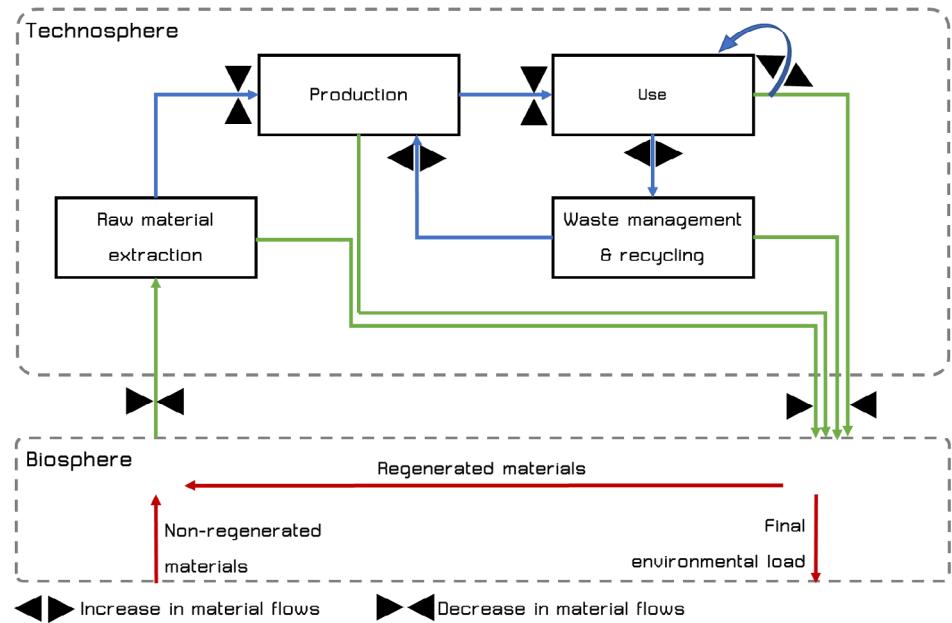 Technosphere
Production
Use
Raw material
extraction
Waste management
& recycling
Biosphere
Regenerated materials
Non-regenerated
materials
Final
environmental load
Increase in material flows
Decrease in material flows